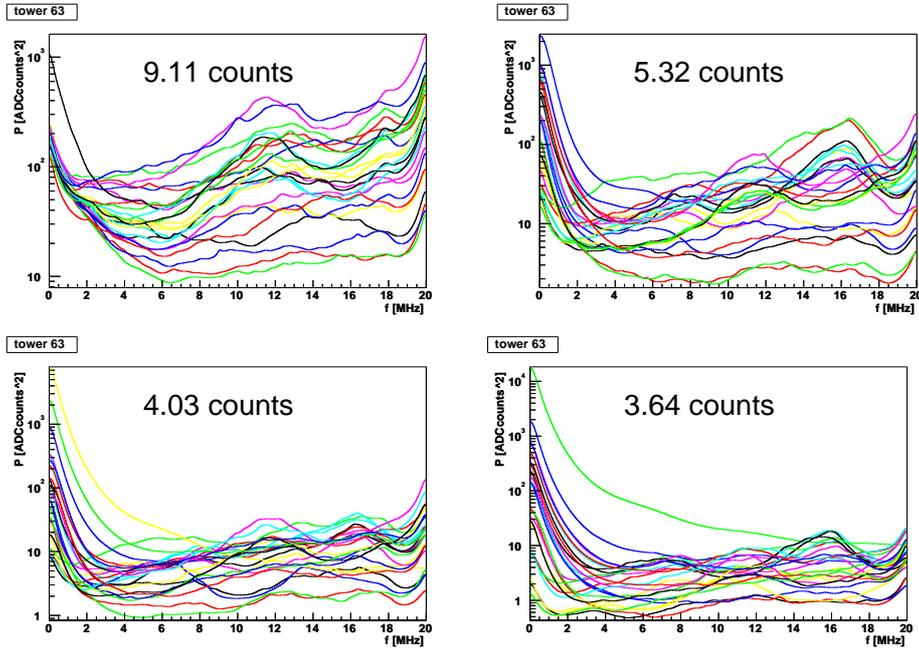 tower 63
P [ADCcounts^2]
10³
10²
10
9.11 counts
0 2 4 6 8 10 12 14 16 18 20
f [MHz]
tower 63
P [ADCcounts^2]
10³
10²
10
5.32 counts
0 2 4 6 8 10 12 14 16 18 20
f [MHz]
tower 63
P [ADCcounts^2]
10³
10²
10
1
4.03 counts
0 2 4 6 8 10 12 14 16 18 20
f [MHz]
tower 63
P [ADCcounts^2]
10⁴
10³
10²
10
1
3.64 counts
0 2 4 6 8 10 12 14 16 18 20
f [MHz]